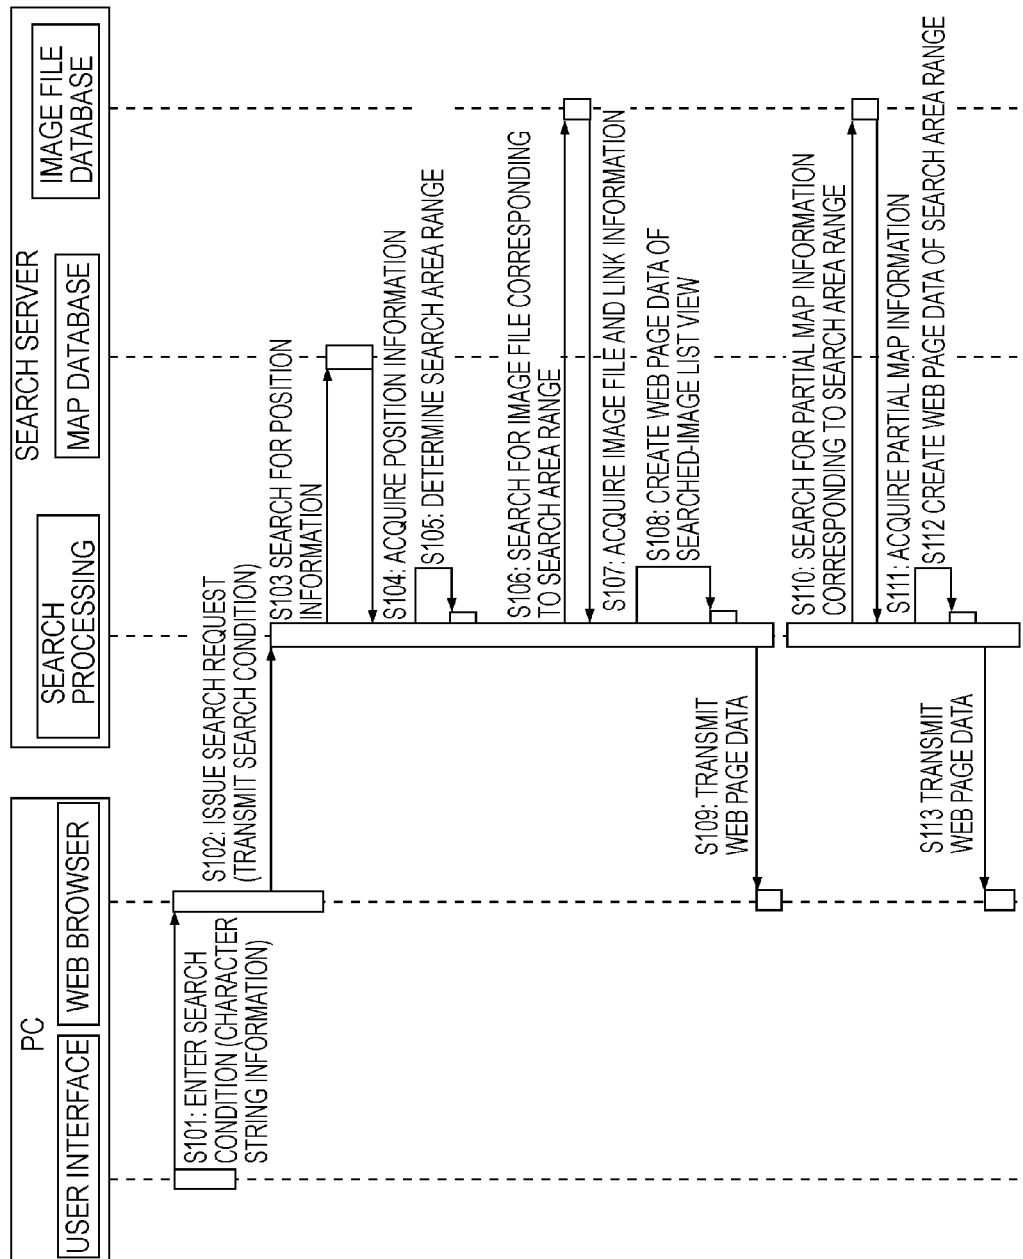 PC
USER INTERFACE
WEB BROWSER
SEARCH SERVER
SEARCH
PROCESSING
MAP DATABASE
IMAGE FILE
DATABASE
S101: ENTER SEARCH
CONDITION (CHARACTER
STRING INFORMATION)
S102: ISSUE SEARCH REQUEST
(TRANSMIT SEARCH CONDITION)
S103 SEARCH FOR POSITION
INFORMATION
S104: ACQUIRE POSITION INFORMATION
S105: DETERMINE SEARCH AREA RANGE
S106: SEARCH FOR IMAGE FILE CORRESPONDING
TO SEARCH AREA RANGE
S107: ACQUIRE IMAGE FILE AND LINK INFORMATION
S108: CREATE WEB PAGE DATA OF
SEARCHED-IMAGE LIST VIEW
S109: TRANSMIT
WEB PAGE DATA
S110: SEARCH FOR PARTIAL MAP INFORMATION
CORRESPONDING TO SEARCH AREA RANGE
S111: ACQUIRE PARTIAL MAP INFORMATION
S112 CREATE WEB PAGE DATA OF SEARCH AREA RANGE
S113 TRANSMIT
WEB PAGE DATA